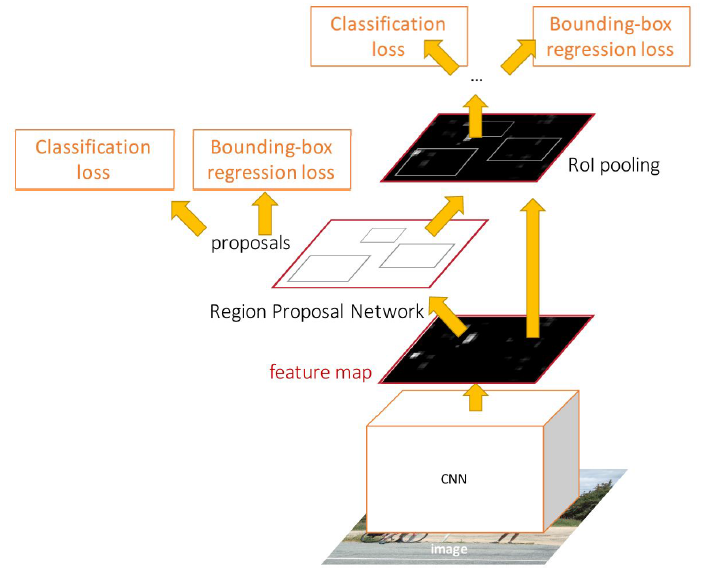 Classification
loss
Bounding-box
regression loss
...
Classification
loss
Bounding-box
regression loss
RoI pooling
proposals
Region Proposal Network
feature map
CNN
image